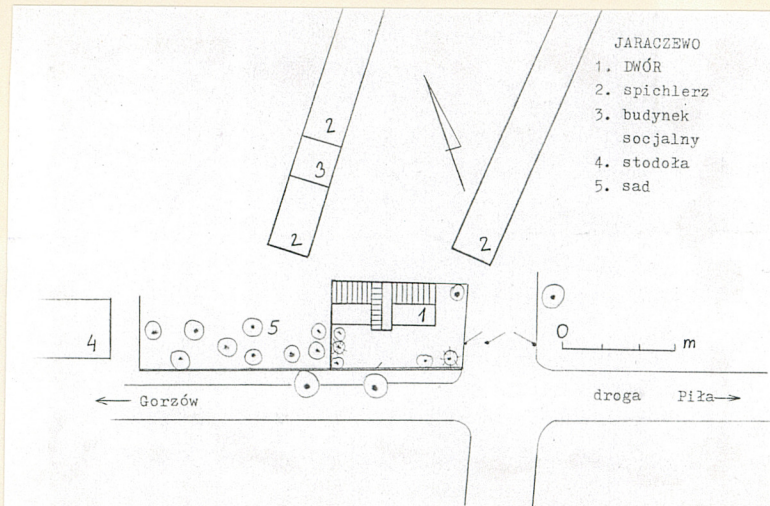 JARACZEWO
1. DWÓR
2. spichlerz
3. budynek
socjalny
4. stodoła
5. sad
2
3
2
2
1
5
4
0
m
Gorzów
droga Piła